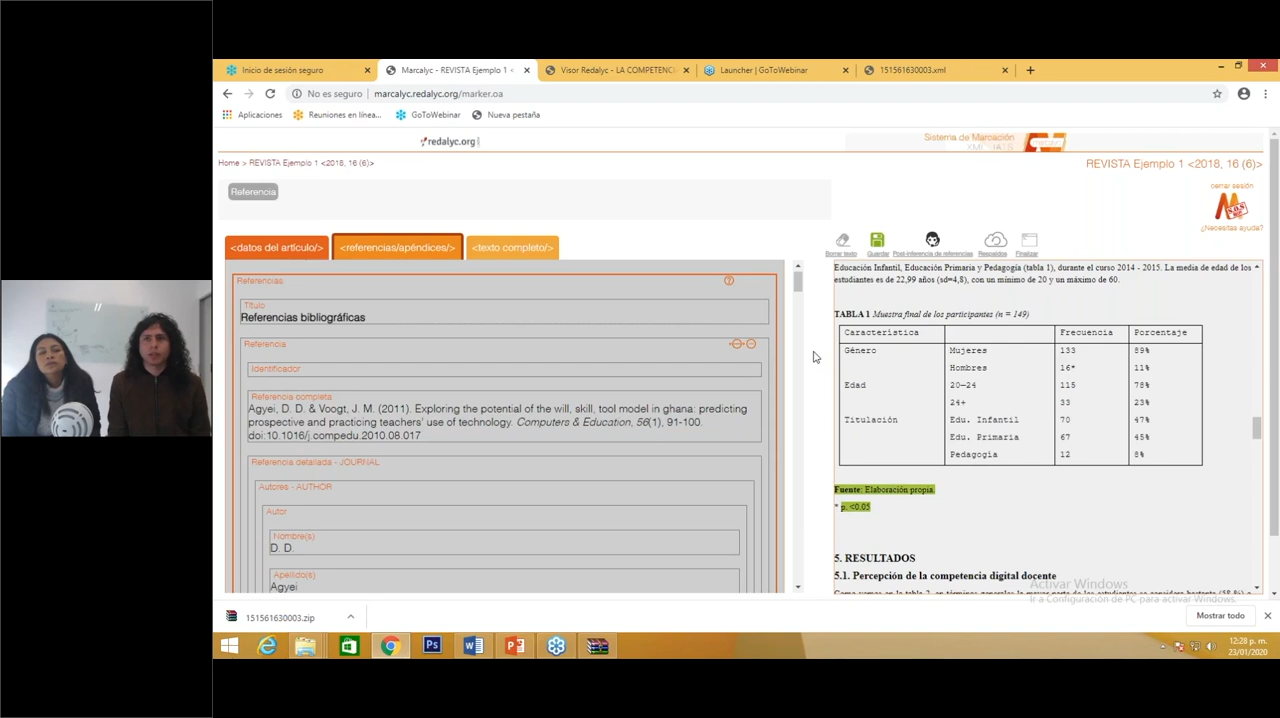 Inicio de sesión seguro
Marcalyc - REVISTA Ejemplo 1 <
Visor Redalyc - LA COMPETENCI
Launcher | GoToWebinar
151561630003.xml
No es seguro | marcalyc.redalyc.org/marker.oa
Aplicaciones Reuniones en línea... GoToWebinar Nueva pestaña
redalyc.org
Sistema de Marcación
XML JATS
Home > REVISTA Ejemplo 1 <2018, 16 (6)>
REVISTA Ejemplo 1 <2018, 16 (6)>
Referencia
cerrar sesión
¿Necesitas ayuda?
<datos del artículo/> <referencias/apéndices/> <texto completo/>
Borrar texto Guardar Post-inferencia de referencias Respaldos Finalizar
Referencias
Título
Referencias bibliográficas
Referencia
Identificador
Referencia completa
Agyei, D. D. & Voogt, J. M. (2011). Exploring the potential of the will, skill, tool model in ghana: predicting
prospective and practicing teachers' use of technology. Computers & Education, 56(1), 91-100.
doi:10.1016/j.compedu.2010.08.017
Referencia detallada - JOURNAL
Autores - AUTHOR
Autor
Nombre(s)
D. D.
Apellido(s)
Agyei
Educación Infantil, Educación Primaria y Pedagogía (tabla 1), durante el curso 2014 - 2015. La media de edad de los
estudiantes es de 22,99 años (sd=4,8), con un mínimo de 20 y un máximo de 60.
TABLA 1 Muestra final de los participantes (n = 149)
Característica Frecuencia Porcentaje
Género Mujeres 133 89%
Hombres 16* 11%
Edad 20—24 115 78%
24+ 33 23%
Titulación Edu. Infantil 70 47%
Edu. Primaria 67 45%
Pedagogía 12 8%
Fuente: Elaboración propia.
* p. <0.05
5. RESULTADOS
5.1. Percepción de la competencia digital docente
Activar Windows
Ir a Configuración de PC para activar Windows.
151561630003.zip
Mostrar todo
12:28 p. m.
23/01/2020